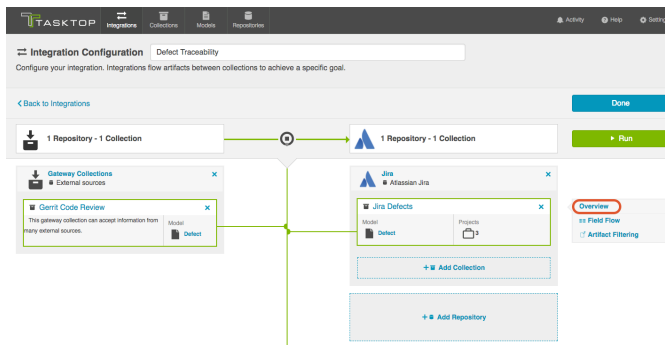 TASKTOP
Integrations
Collections
Models
Repositories
Activity
Help
Integration Configuration
Defect Traceability
Configure your integration. Integrations flow artifacts between collections to achieve a specific goal.
Back to Integrations
Done
1 Repository - 1 Collection
1 Repository - 1 Collection
Run
Gateway Collections
External sources
Gerrit Code Review
This gateway collection can accept information from
many external sources.
Model
Defect
Jira
Atlassian Jira
Jira Defects
Model
Defect
Projects
3
+ Add Collection
+ Add Repository
Overview
Field Flow
Artifact Filtering